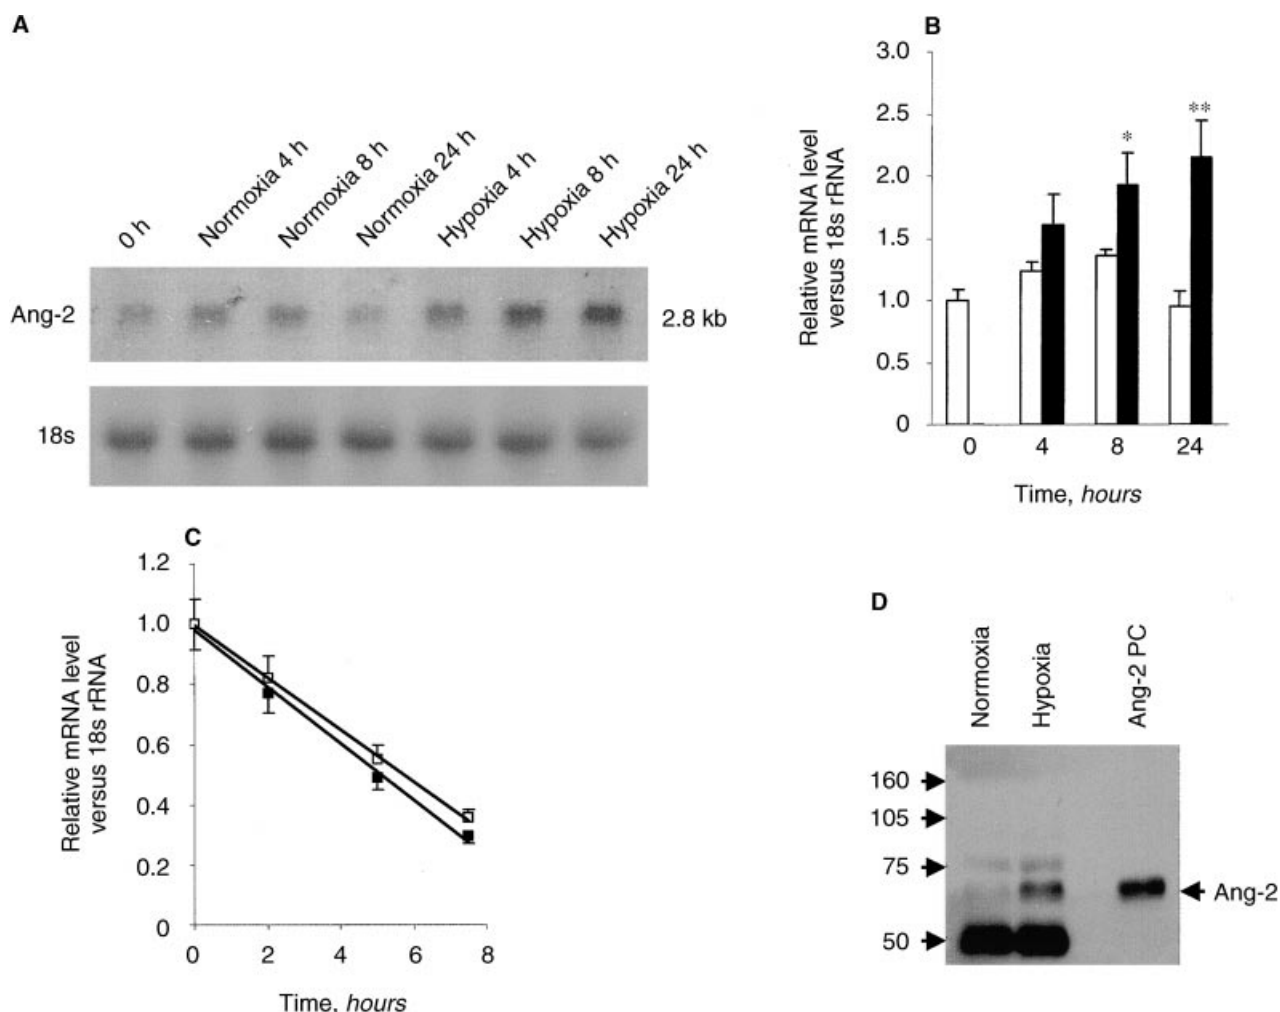 A
0 h
Normoxia 4 h
Normoxia 8 h
Normoxia 24 h
Hypoxia 4 h
Hypoxia 8 h
Hypoxia 24 h
Ang-2
2.8 kb
18s
B
Relative mRNA level
versus 18s rRNA
3.0
2.5
2.0
1.5
1.0
0.5
0
*
**
0 4 8 24
Time, hours
C
Relative mRNA level
versus 18s rRNA
1.2
1.0
0.8
0.6
0.4
0.2
0
0 2 4 6 8
Time, hours
D
Normoxia
Hypoxia
Ang-2 PC
160
105
75
50
Ang-2